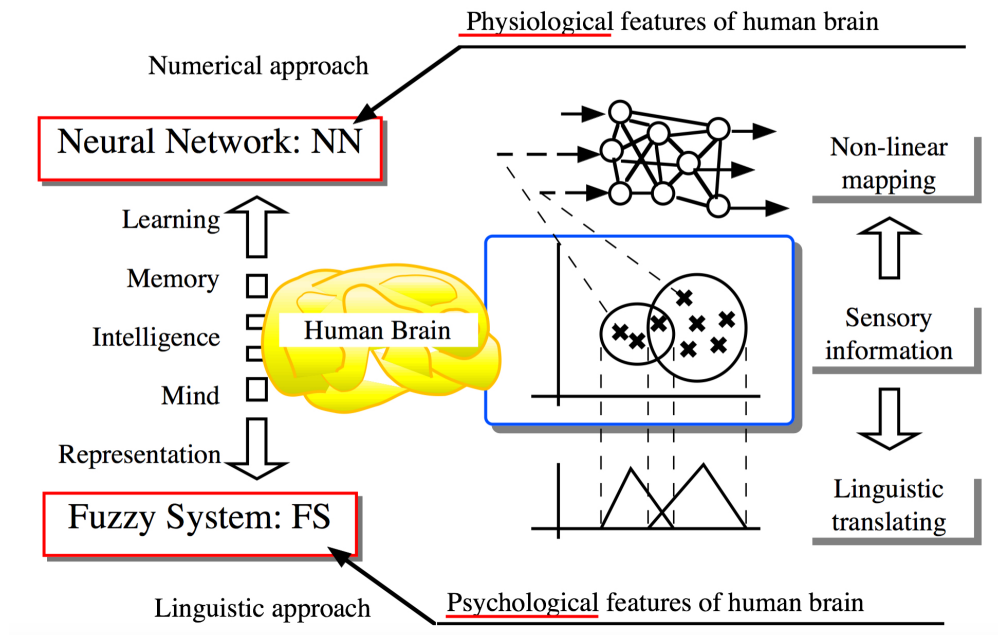 Physiological features of human brain
Numerical approach
Neural Network: NN
Non-linear
mapping
Learning
Memory
Intelligence
Mind
Representation
Human Brain
Sensory
information
Linguistic
translating
Fuzzy System: FS
Linguistic approach
Psychological features of human brain